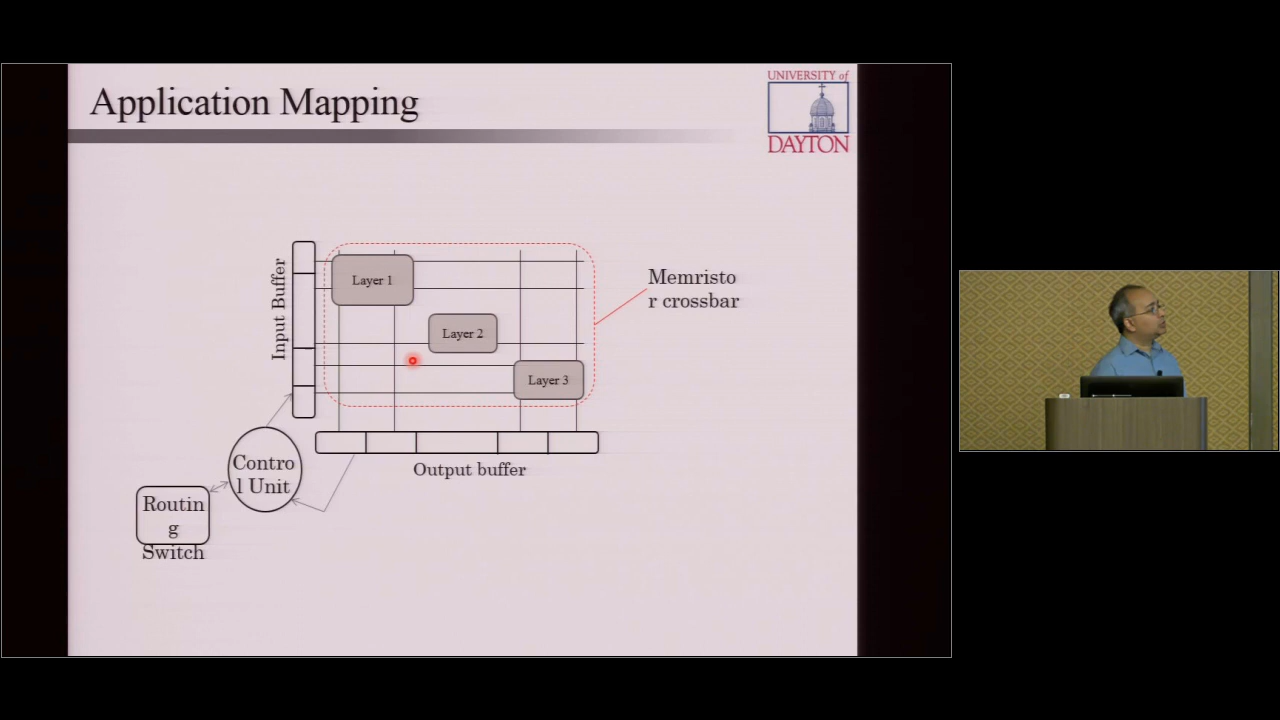 Application Mapping
UNIVERSITY of
DAYTON
Input Buffer
Layer 1
Layer 2
Layer 3
Memristo
r crossbar
Output buffer
Contro
l Unit
Routin
g
Switch